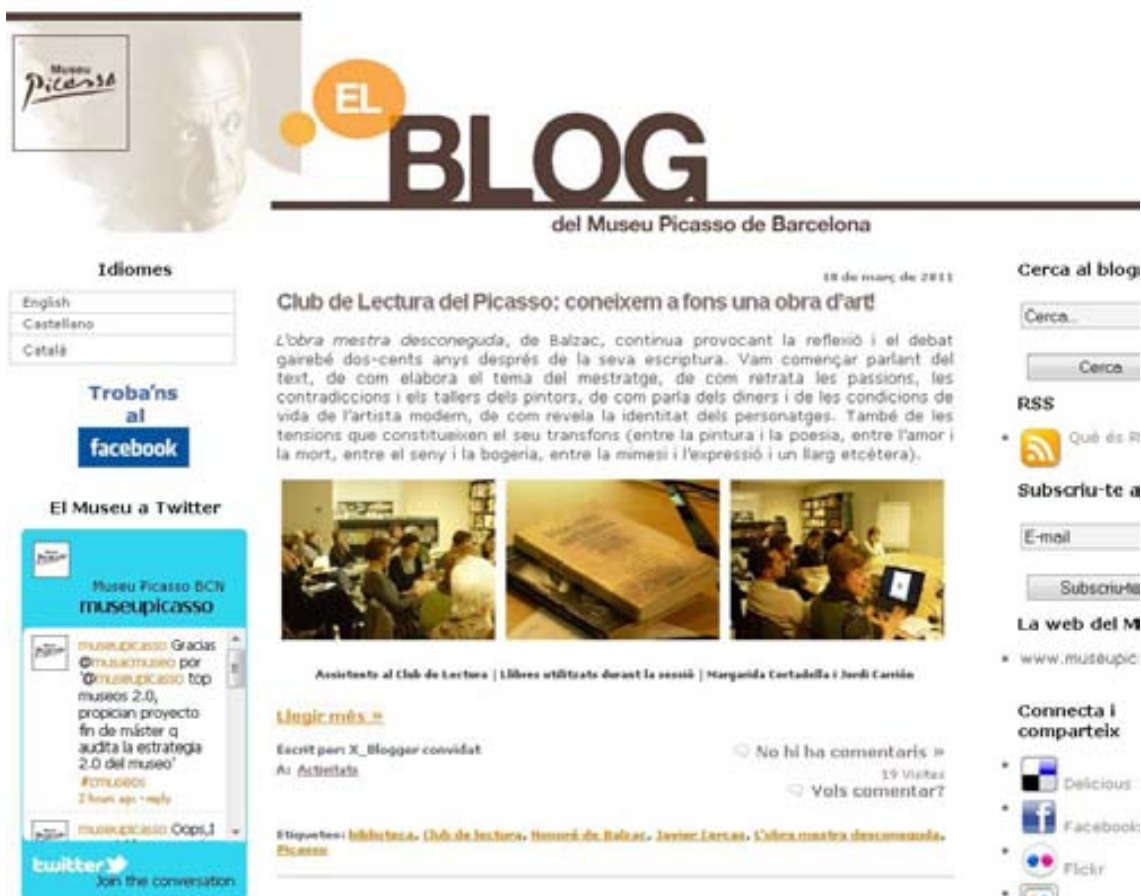 Museu
Picasso
EL
BLOG
del Museu Picasso de Barcelona
Idiomes
English
Castellano
Català
Troba'ns
al
facebook
El Museu a Twitter
Museu Picasso BCN
museupicasso
museupicasso Gracias
@musacmuseo por
'@museupicasso top
museos 2.0,
propician proyecto
fin de máster q
audita la estrategia
2.0 del museo'
#cmuseos
2 hours ago • reply
museupicasso Oops,I
twitter
Join the conversation
18 de març de 2011
Club de Lectura del Picasso: coneixem a fons una obra d'art!
L'obra mestra desconeguda, de Balzac, continua provocant la reflexió i el debat
gairebé dos-cents anys després de la seva escriptura. Vam començar parlant del
text, de com elabora el tema del mestratge, de com retrata les passions, les
contradiccions i els tallers dels pintors, de com parla dels diners i de les condicions de
vida de l'artista modern, de com revela la identitat dels personatges. També de les
tensions que constitueixen el seu transfons (entre la pintura i la poesia, entre l'amor i
la mort, entre el seny i la bogeria, entre la mimesi i l'expressió i un llarg etcètera).
Assistents al Club de Lectura | Llibres utilitzats durant la sessió | Margarida Cortadella i Jordi Carrión
Llegir més »
Escrit per: X_Blogger convidat
A: Activitats
No hi ha comentaris »
19 Visites
Vols comentar?
Etiquetes: biblioteca, Club de lectura, Honoré de Balzac, Javier Cercas, L'obra mestra desconeguda,
Picasso
Cerca al blog
Cerca...
Cerca
RSS
Què és R
Subscriu-te a
E-mail
Subscriu-te
La web del M
www.museupic
Connecta i
comparteix
Delicious
Facebook
Flickr